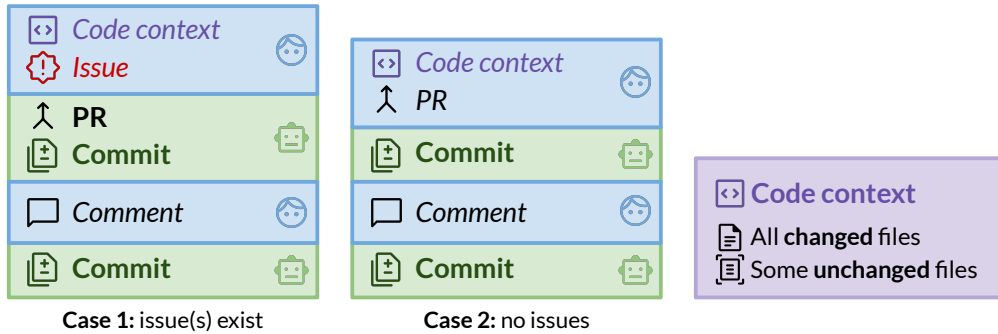 Code context
Issue
PR
Commit
Comment
Commit
Case 1: issue(s) exist
Code context
PR
Commit
Comment
Commit
Case 2: no issues
Code context
All changed files
Some unchanged files